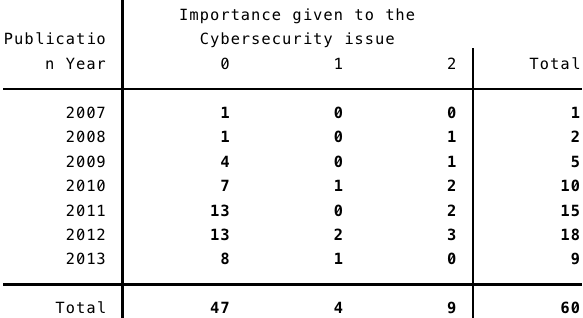 Importance given to the
Publicatio Cybersecurity issue
n Year 0 1 2 Total
2007 1 0 0 1
2008 1 0 1 2
2009 4 0 1 5
2010 7 1 2 10
2011 13 0 2 15
2012 13 2 3 18
2013 8 1 0 9
Total 47 4 9 60